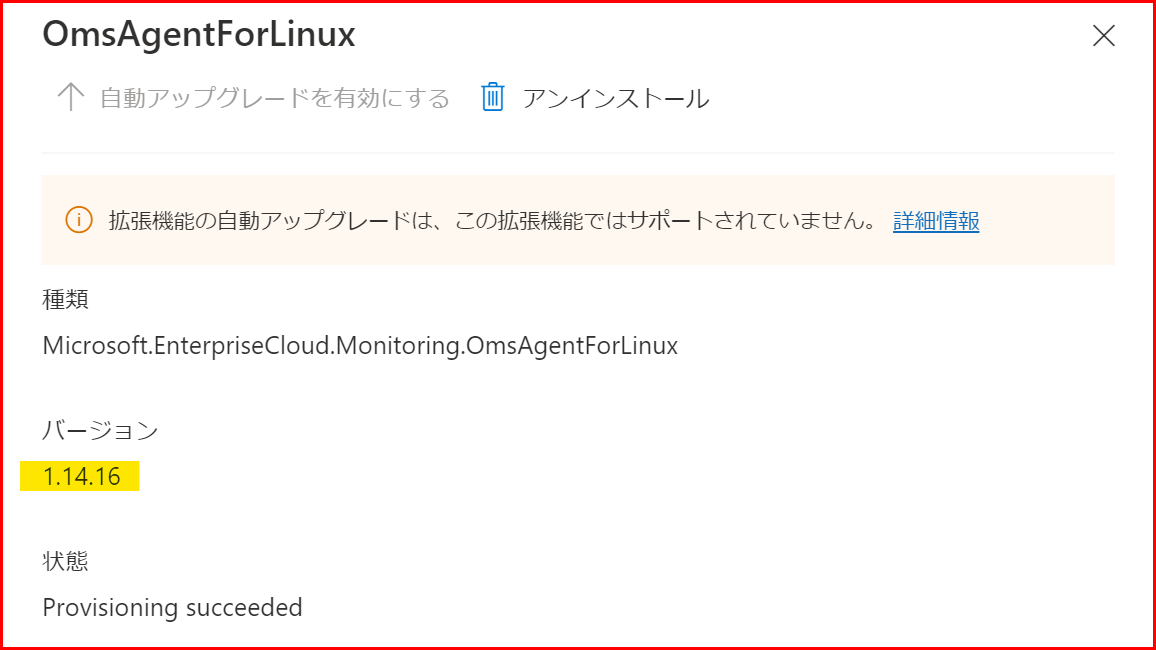 OmsAgentForLinux
自動アップグレードを有効にする アンインストール
拡張機能の自動アップグレードは、この拡張機能ではサポートされていません。 詳細情報
種類
Microsoft.EnterpriseCloud.Monitoring.OmsAgentForLinux
バージョン
1.14.16
状態
Provisioning succeeded